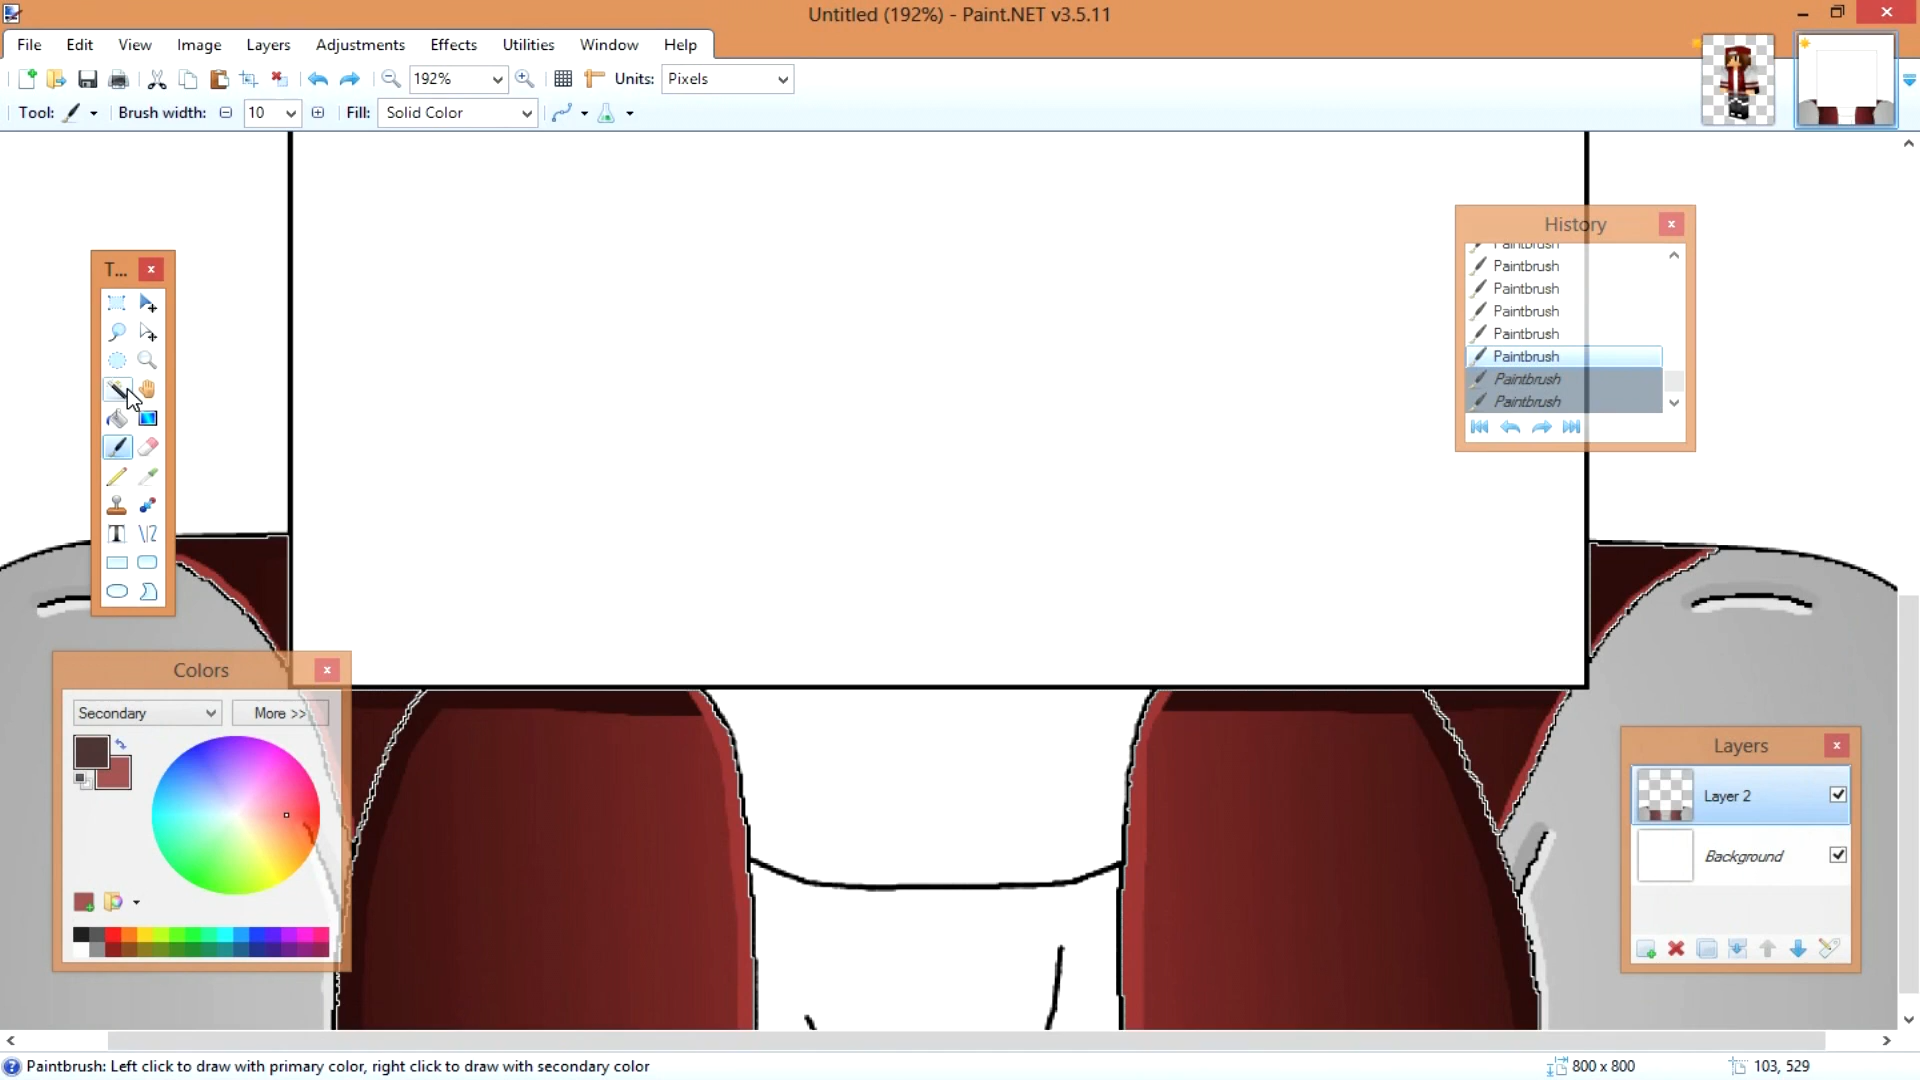 Untitled (192%) - Paint.NET v3.5.11
File Edit View Image Layers Adjustments Effects Utilities Window Help
192% Units: Pixels
Tool: Brush width: 10 Fill: Solid Color
History
Paintbrush
Paintbrush
Paintbrush
Paintbrush
Paintbrush
Paintbrush
Paintbrush
Paintbrush
T...
Colors
Secondary More >>
Layers
Layer 2
Background
Paintbrush: Left click to draw with primary color, right click to draw with secondary color
800 x 800 103, 529